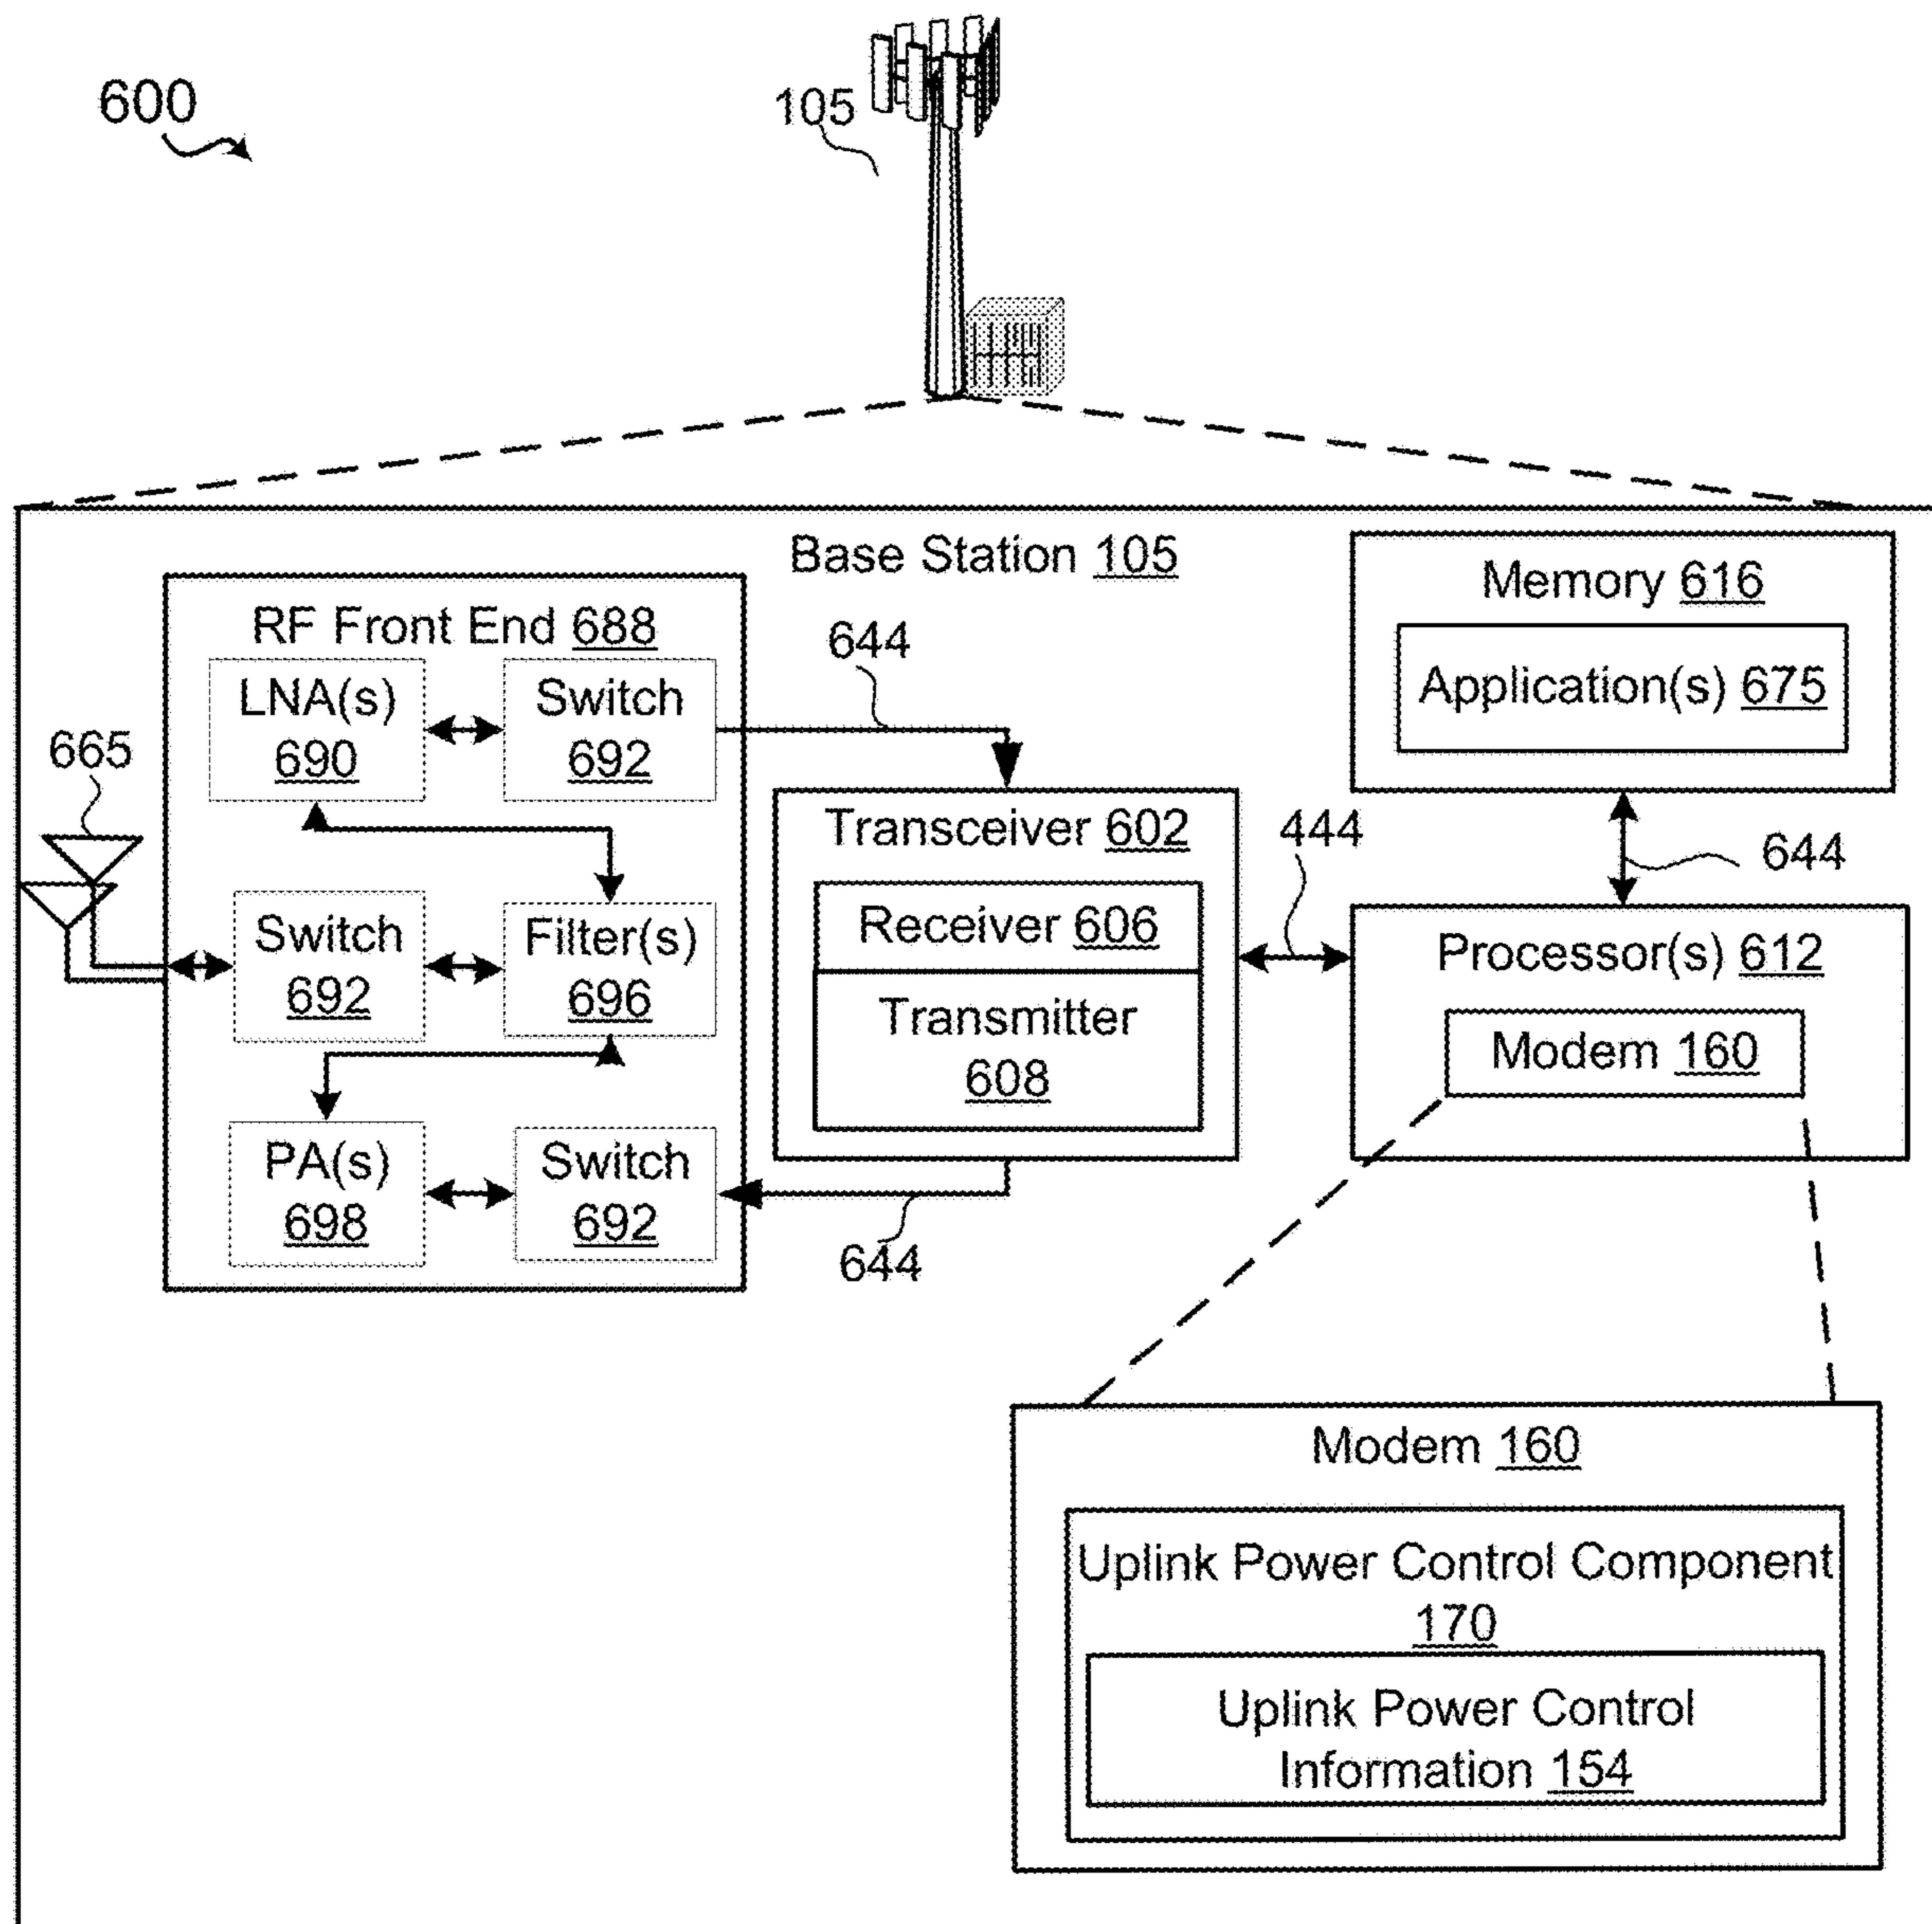 600
105
Base Station 105
RF Front End 688
LNA(s)
690
Switch
692
644
Memory 616
Application(s) 675
665
Transceiver 602
444
644
Receiver 606
Switch
692
Filter(s)
696
Transmitter
608
Processor(s) 612
Modem 160
PA(s)
698
Switch
692
644
Modem 160
Uplink Power Control Component
170
Uplink Power Control
Information 154